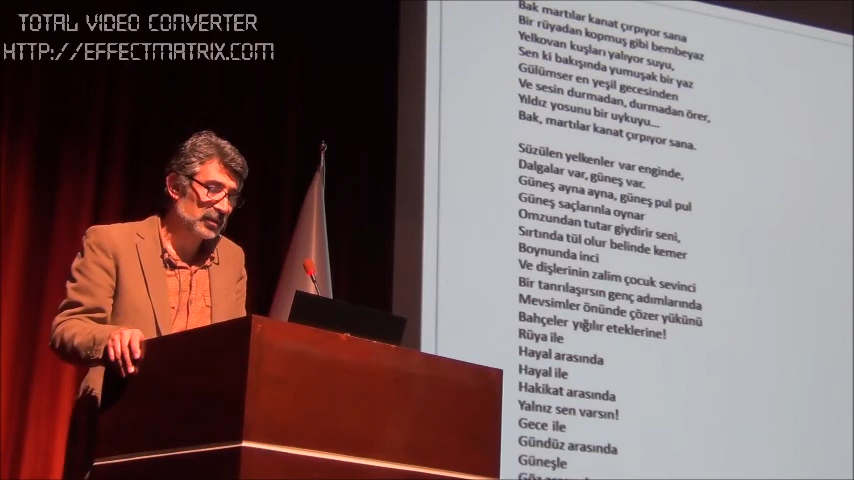 TOTAL VIDEO CONVERTER
HTTP://EFFECTMATRIX.COM
Bak martılar kanat çırpıyor sana
Bir rüyadan kopmuş gibi bembeyaz
Yelkovan kuşları yalıyor suyu,
Sen ki bakışında yumuşak bir yaz
Gülümser en yeşil gecesinden
Ve sesin durmadan, durmadan örer,
Yıldız yosunu bir uykuyu...
Bak, martılar kanat çırpıyor sana.
Süzülen yelkenler var enginde,
Dalgalar var, güneş var.
Güneş ayna ayna, güneş pul pul
Güneş saçlarınla oynar
Omzundan tutar giydirir seni,
Sırtında tül olur belinde kemer
Boynunda inci
Ve dişlerinin zalim çocuk sevinci
Bir tanrılaşırsın genç adımlarında
Mevsimler önünde çözer yükünü
Bahçeler yığılır eteklerine!
Rüya ile
Hayal arasında
Hayal ile
Hakikat arasında
Yalnız sen varsın!
Gece ile
Gündüz arasında
Güneşle